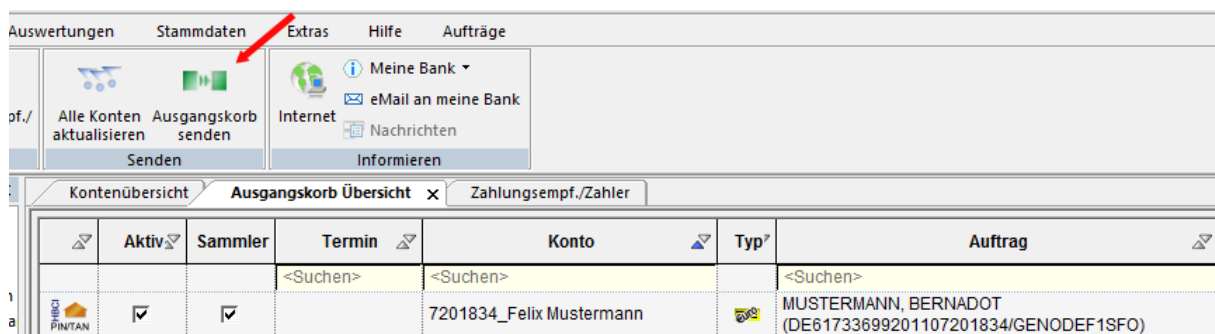 Auswertungen Stammdaten Extras Hilfe Aufträge
pf./
Alle Konten aktualisieren
Ausgangskorb senden
Senden
Internet
Meine Bank
eMail an meine Bank
Nachrichten
Informieren
Kontenübersicht Ausgangskorb Übersicht x Zahlungsempf./Zahler
Aktiv Sammler Termin Konto Typ Auftrag
<Suchen> <Suchen> <Suchen>
HBCI
PIN/TAN
7201834_Felix Mustermann
EURO
MUSTERMANN, BERNADOT
(DE61733699201107201834/GENODEF1SFO)